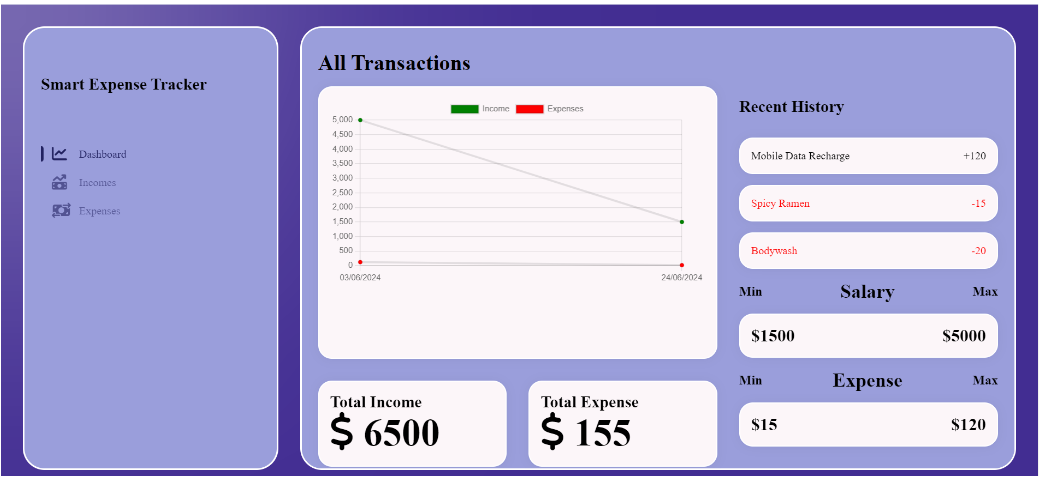 Smart Expense Tracker
Dashboard
Incomes
Expenses
All Transactions
Income Expenses
5,000
4,500
4,000
3,500
3,000
2,500
2,000
1,500
1,000
500
0
03/06/2024 24/06/2024
Total Income
$ 6500
Total Expense
$ 155
Recent History
Mobile Data Recharge +120
Spicy Ramen -15
Bodywash -20
Min Salary Max
$1500 $5000
Min Expense Max
$15 $120